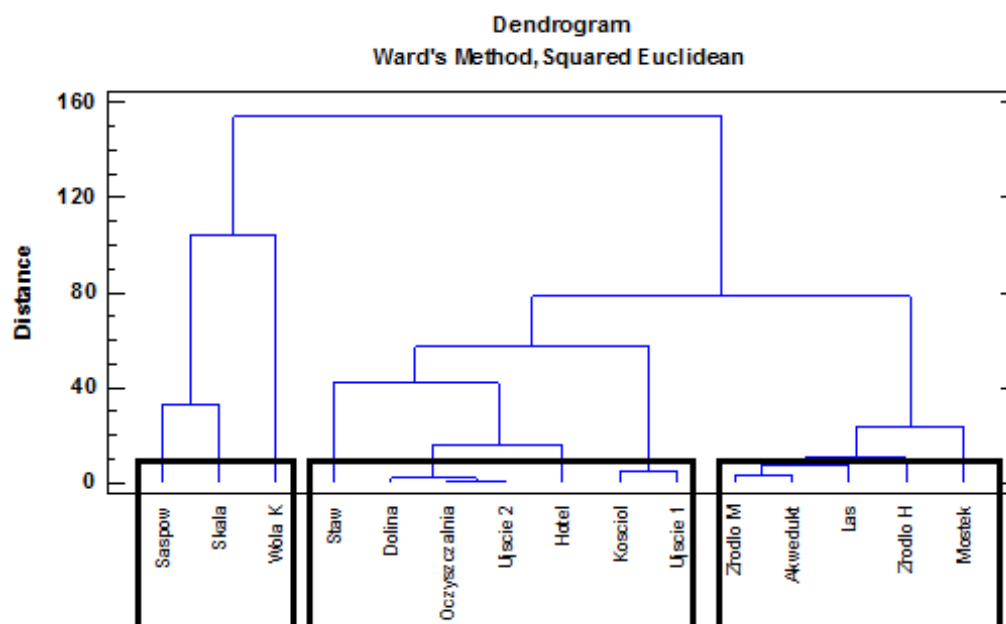 Dendrogram
Ward's Method, Squared Euclidean
160
120
80
40
0
Distance
Saspow
Skala
Wola K
Staw
Dolina
Oczyszczalnia
Ujscie 2
Hotel
Kosciol
Ujscie 1
Zrodlo M
Akwedukt
Las
Zrodlo H
Mostek